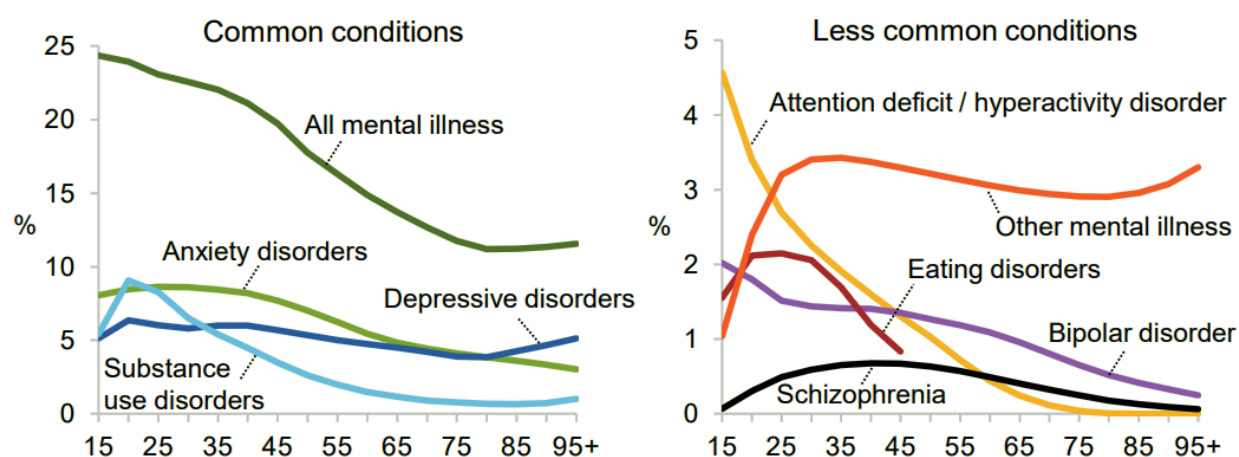 Common conditions
25
20
15
%
10
5
0
All mental illness
Anxiety disorders
Depressive disorders
Substance
use disorders
15 25 35 45 55 65 75 85 95+
Less common conditions
5
4
3
%
2
1
0
Attention deficit / hyperactivity disorder
Other mental illness
Eating disorders
Bipolar disorder
Schizophrenia
15 25 35 45 55 65 75 85 95+